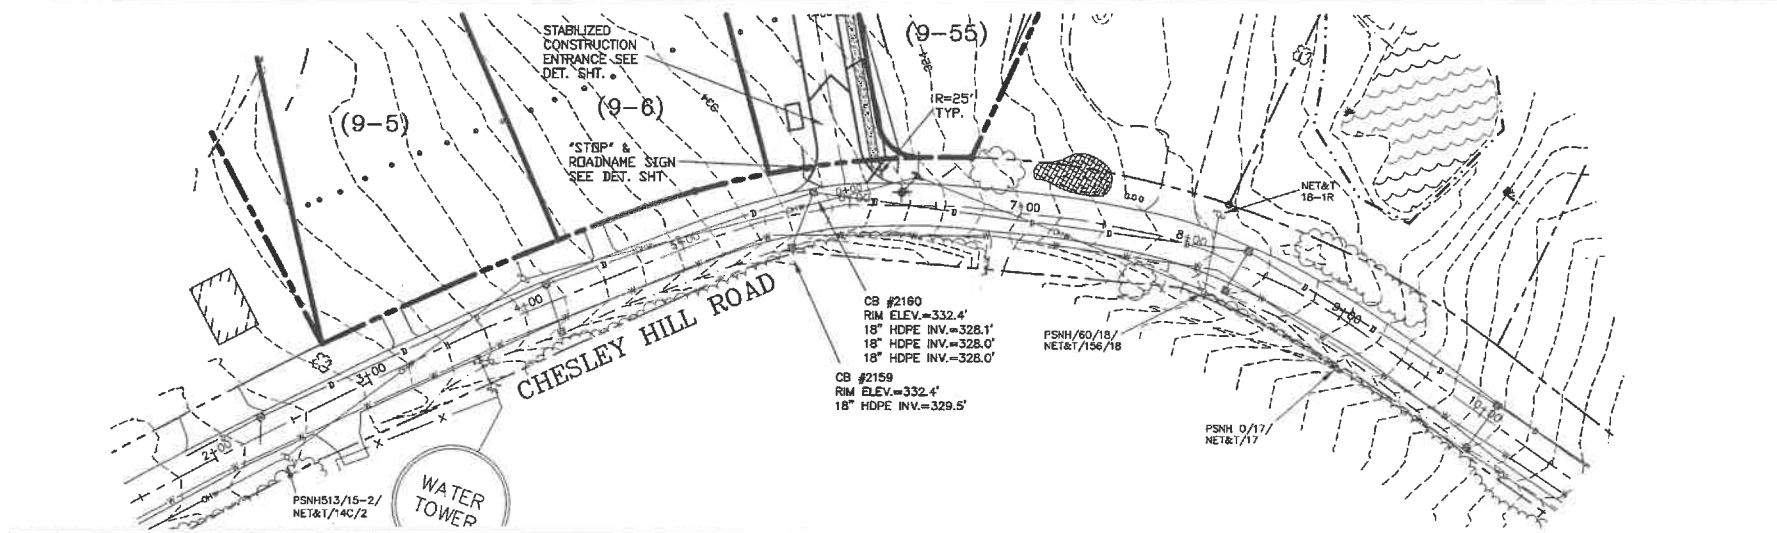 STABILIZED
CONSTRUCTION
ENTRANCE SEE
DET. SHT.
(9-55)
326
(9-5)
(9-6)
334
R=25'
TYP.
"STOP" &
ROADNAME SIGN
SEE DET. SHT
NET&T
18-1R
0+00
2+00
3+00
4+00
5+00
6+00
7+00
8+00
9+00
10+00
CHESLEY HILL ROAD
CB #2160
RIM ELEV.=332.4'
18" HDPE INV.=328.1'
18" HDPE INV.=328.0'
18" HDPE INV.=328.0'
CB #2159
RIM ELEV.=332.4'
18" HDPE INV.=329.5'
PSNH/60/18/
NET&T/156/18
PSNH 0/17/
NET&T/17
PSNH513/15-2/
NET&T/14C/2
WATER
TOWER